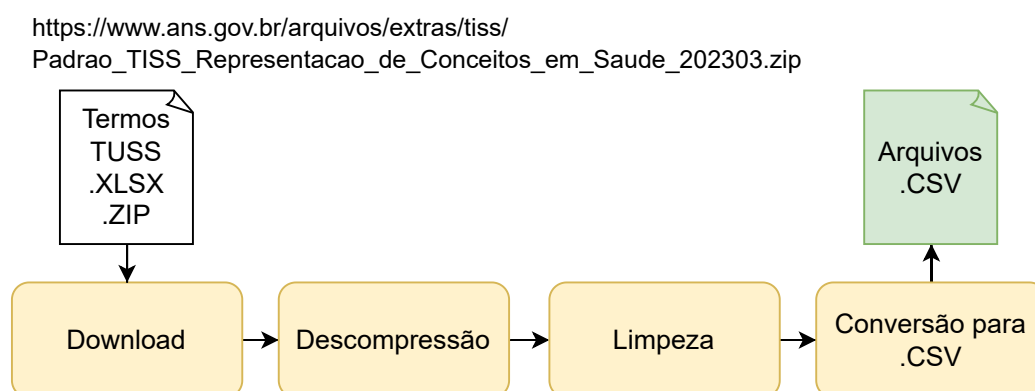 https://www.ans.gov.br/arquivos/extras/tiss/
Padrao_TISS_Representacao_de_Conceitos_em_Saude_202303.zip
Termos
TUSS
.XLSX
.ZIP
Arquivos
.CSV
Download
Descompressão
Limpeza
Conversão para
.CSV